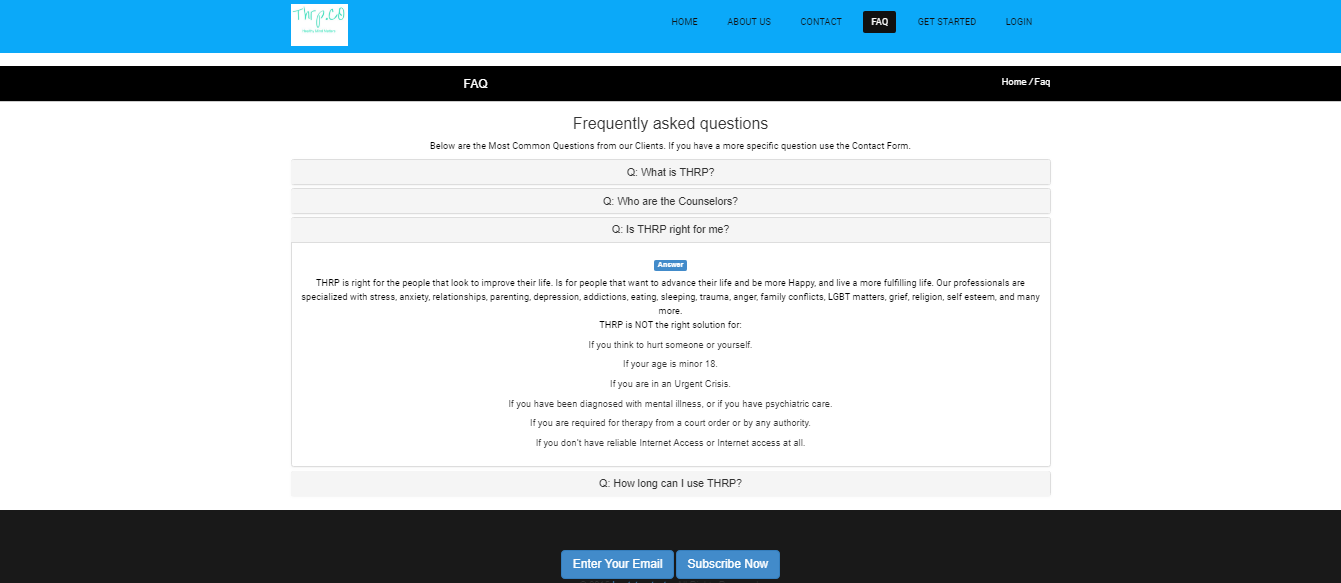 Thrp.CO
HOME
ABOUT US
CONTACT
FAQ
GET STARTED
LOGIN
FAQ
Home / Faq
Frequently asked questions
Below are the Most Common Questions from our Clients. If you have a more specific question use the Contact Form.
Q: What is THRP?
Q: Who are the Counselors?
Q: Is THRP right for me?
Answer
THRP is right for the people that look to improve their life. Is for people that want to advance their life and be more Happy, and live a more fulfilling life. Our professionals are
specialized with stress, anxiety, relationships, parenting, depression, addictions, eating, sleeping, trauma, anger, family conflicts, LGBT matters, grief, religion, self esteem, and many
more.
THRP is NOT the right solution for:
If you think to hurt someone or yourself.
If your age is minor 18.
If you are in an Urgent Crisis.
If you have been diagnosed with mental illness, or if you have psychiatric care.
If you are required for therapy from a court order or by any authority.
If you don't have reliable Internet Access or Internet access at all.
Q: How long can I use THRP?
Enter Your Email
Subscribe Now